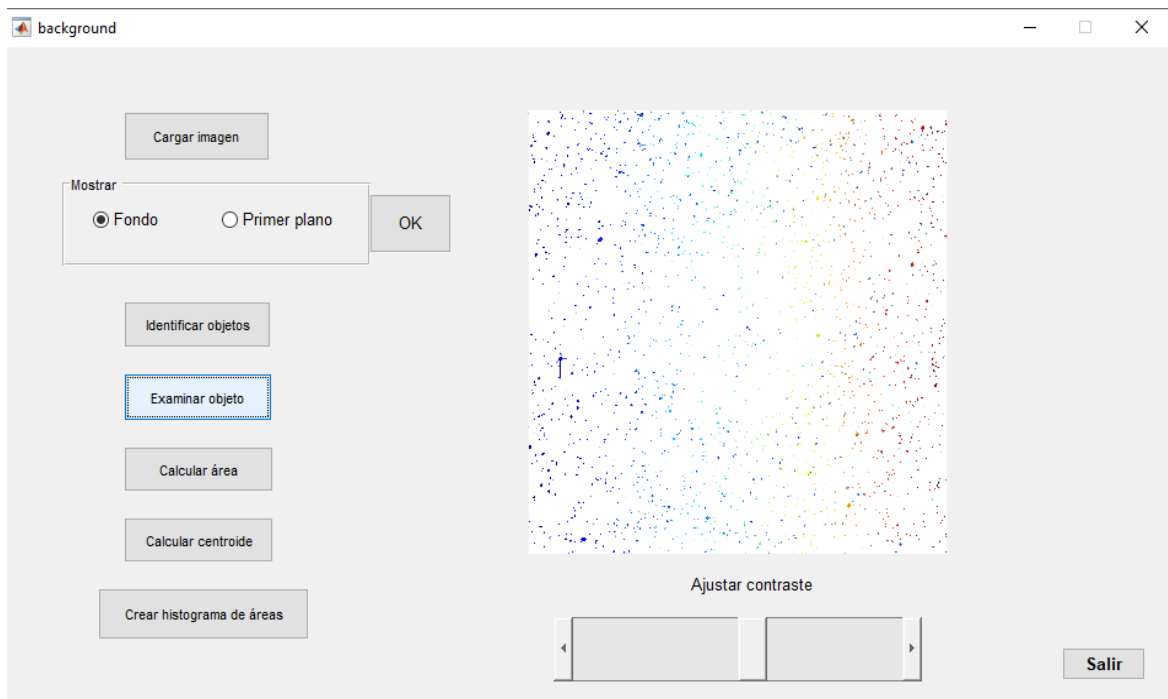 background
Cargar imagen
Mostrar
Fondo
Primer plano
OK
Identificar objetos
Examinar objeto
Calcular área
Calcular centroide
Crear histograma de áreas
Ajustar contraste
Salir